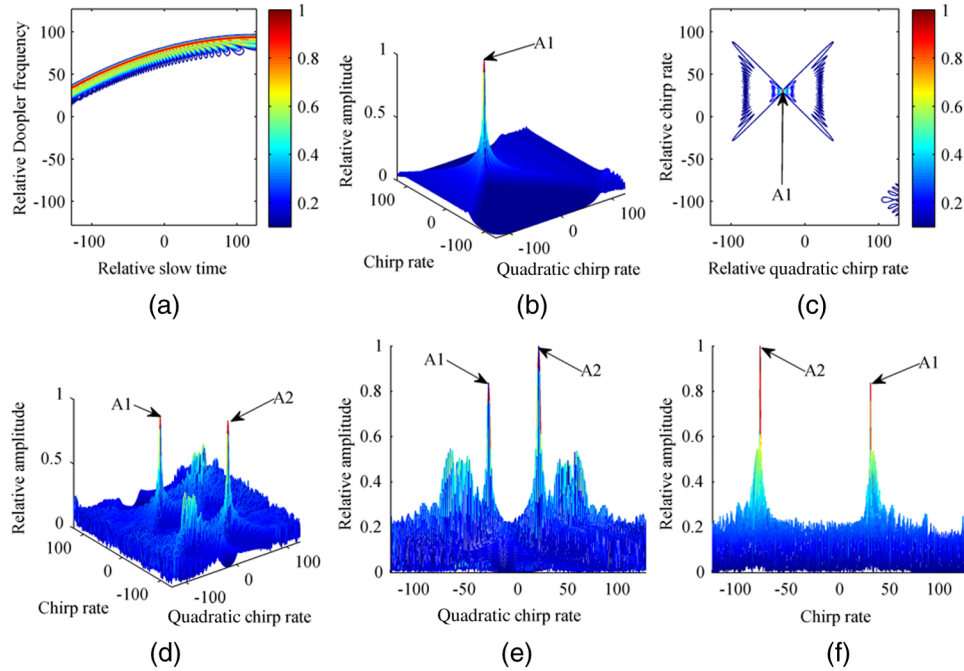 100
50
0
-50
-100
Relative Doopler frequency
-100
0
100
Relative slow time
1
0.8
0.6
0.4
0.2
(a)
A1
1
0.5
0
Relative amplitude
100
0
-100
Chirp rate
-100
0
100
Quadratic chirp rate
(b)
100
50
0
50
-100
Relative chirp rate
A1
-100
0
100
Relative quadratic chirp rate
1
0.8
0.6
0.4
0.2
(c)
A1
A2
1
0.5
0
Relative amplitude
100
0
-100
Chirp rate
-100
0
100
Quadratic chirp rate
(d)
1
0.8
0.6
0.4
0.2
0
Relative amplitude
A1
A2
-100
-50
0
50
100
Quadratic chirp rate
(e)
1
0.8
0.6
0.4
0.2
0
Relative amplitude
A2
A1
-100
-50
0
50
100
Chirp rate
(f)